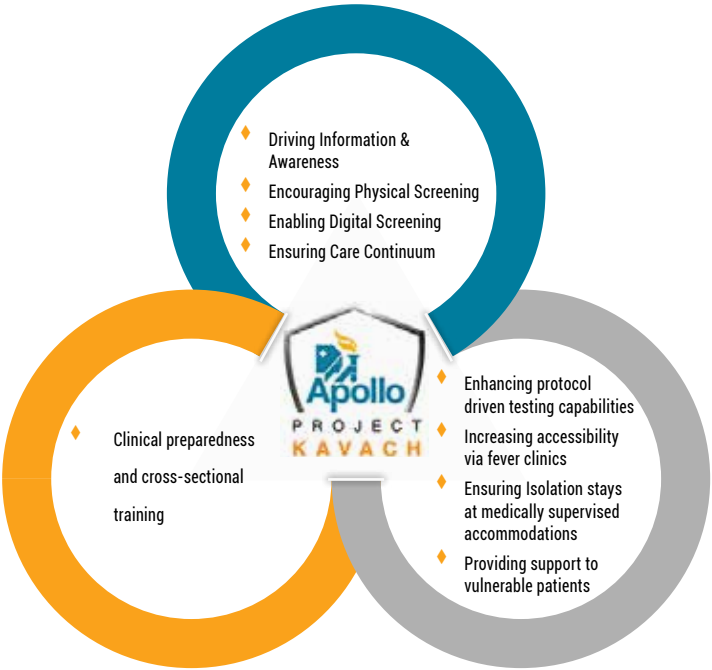 Driving Information &
Awareness
Encouraging Physical Screening
Enabling Digital Screening
Ensuring Care Continuum
Apollo
PROJECT
KAVACH
Clinical preparedness
and cross-sectional
training
Enhancing protocol
driven testing capabilities
Increasing accessibility
via fever clinics
Ensuring Isolation stays
at medically supervised
accommodations
Providing support to
vulnerable patients